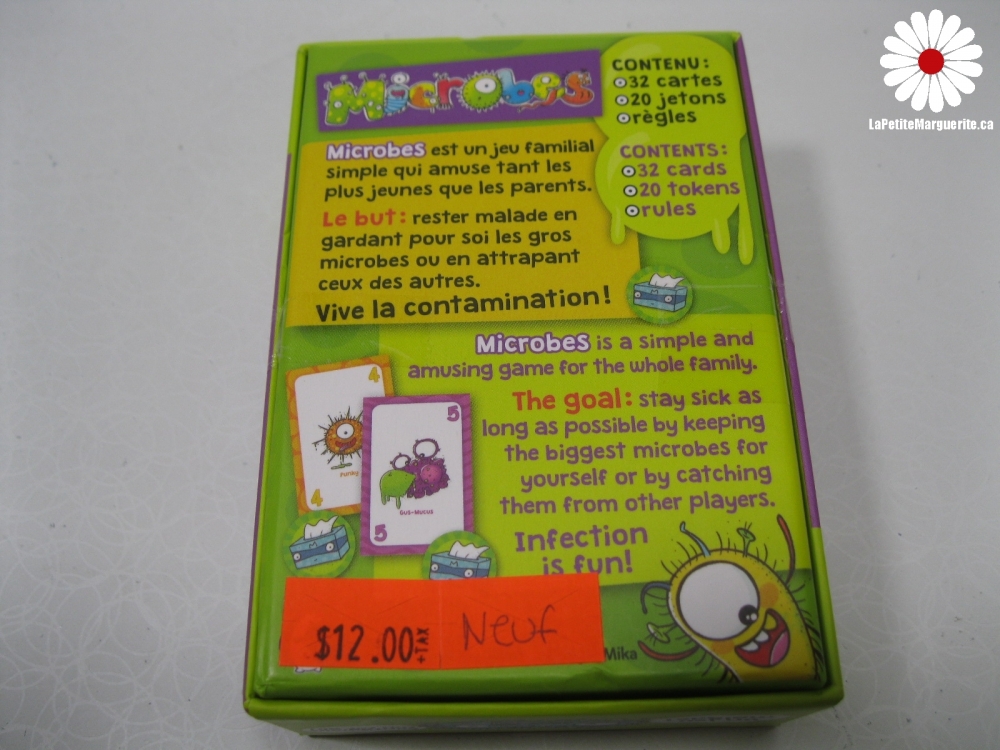 LaPetiteMarguerite.ca
Microbes
CONTENU:
32 cartes
20 jetons
règles
CONTENTS:
32 cards
20 tokens
rules
Microbes est un jeu familial
simple qui amuse tant les
plus jeunes que les parents.
Le but: rester malade en
gardant pour soi les gros
microbes ou en attrapant
ceux des autres.
Vive la contamination!
Microbes is a simple and
amusing game for the whole family.
The goal: stay sick as
long as possible by keeping
the biggest microbes for
yourself or by catching
them from other players.
Infection
is fun!
4
4
5
Gus-Mucus
5
$12.00 +TAX Neuf
Mika